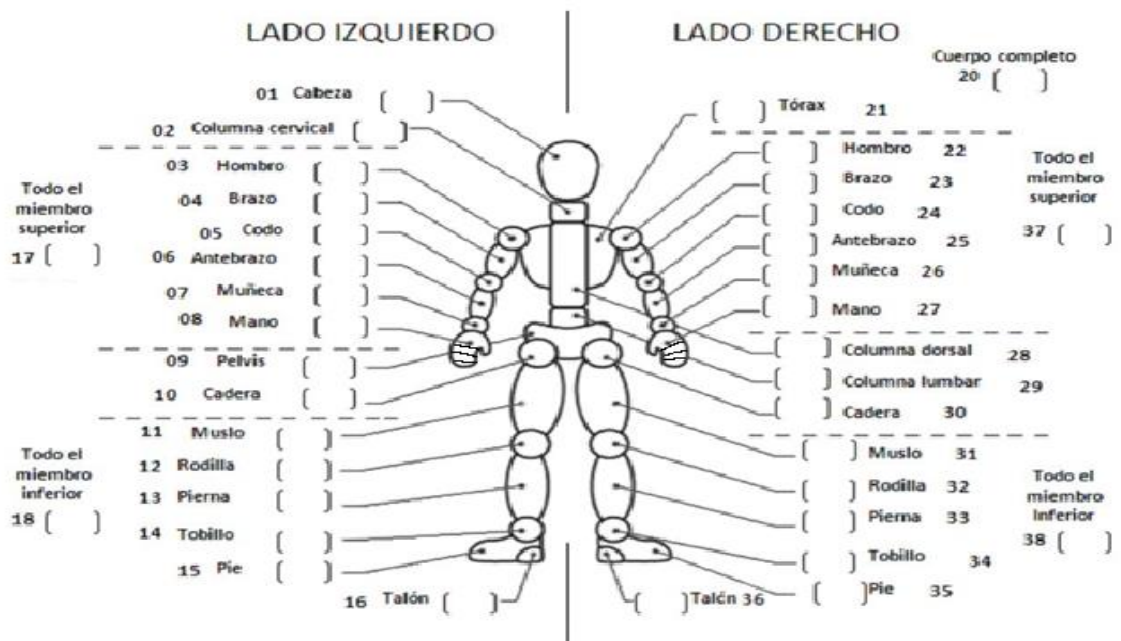 LADO IZQUIERDO
LADO DERECHO
Cuerpo completo
20 [ ]
01 Cabeza [ ]
02 Columna cervical [ ]
03 Hombro [ ]
04 Brazo [ ]
05 Codo [ ]
06 Antebrazo [ ]
07 Muñeca [ ]
08 Mano [ ]
Todo el
miembro
superior
17 [ ]
09 Pelvis [ ]
10 Cadera [ ]
11 Muslo [ ]
12 Rodilla [ ]
13 Pierna [ ]
14 Tobillo [ ]
15 Pie [ ]
16 Talón [ ]
Todo el
miembro
inferior
18 [ ]
[ ] Tórax 21
[ ] Hombro 22
[ ] Brazo 23
[ ] Codo 24
[ ] Antebrazo 25
[ ] Muñeca 26
[ ] Mano 27
Todo el
miembro
superior
37 [ ]
[ ] Columna dorsal 28
[ ] Columna lumbar 29
[ ] Cadera 30
[ ] Muslo 31
[ ] Rodilla 32
[ ] Pierna 33
[ ] Tobillo 34
[ ] Pie 35
[ ] Talón 36
Todo el
miembro
Inferior
38 [ ]